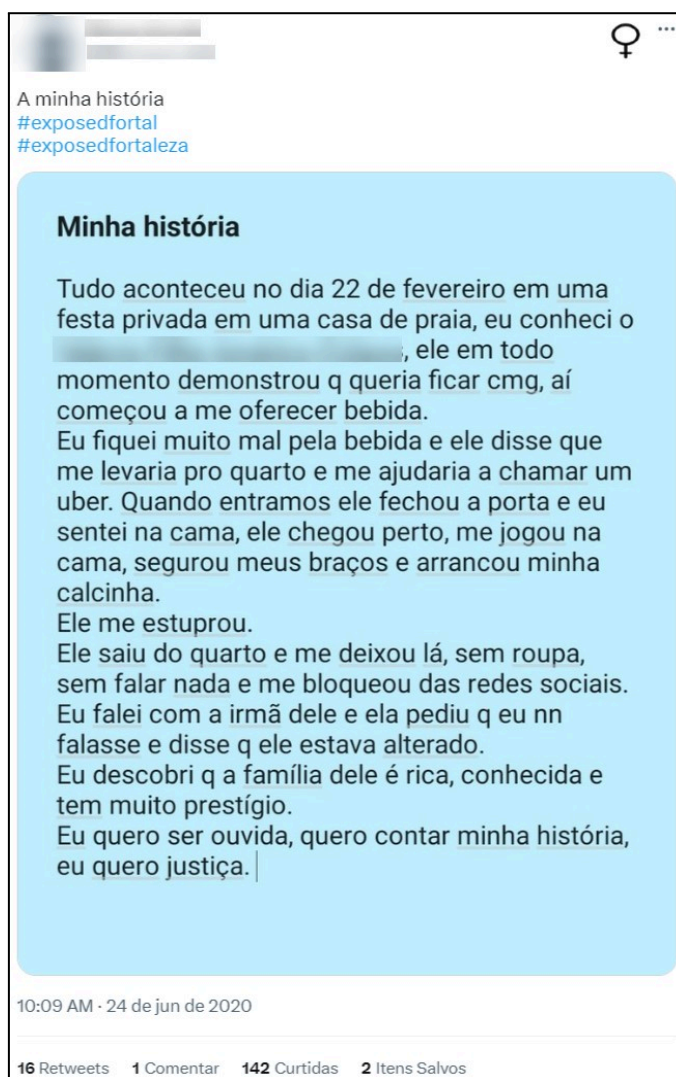 A minha história
#exposedfortal
#exposedfortaleza
Minha história
Tudo aconteceu no dia 22 de fevereiro em uma
festa privada em uma casa de praia, eu conheci o
, ele em todo
momento demonstrou q queria ficar cmg, aí
começou a me oferecer bebida.
Eu fiquei muito mal pela bebida e ele disse que
me levaria pro quarto e me ajudaria a chamar um
uber. Quando entramos ele fechou a porta e eu
sentei na cama, ele chegou perto, me jogou na
cama, segurou meus braços e arrancou minha
calcinha.
Ele me estuprou.
Ele saiu do quarto e me deixou lá, sem roupa,
sem falar nada e me bloqueou das redes sociais.
Eu falei com a irmã dele e ela pediu q eu nn
falasse e disse q ele estava alterado.
Eu descobri q a família dele é rica, conhecida e
tem muito prestígio.
Eu quero ser ouvida, quero contar minha história,
eu quero justiça.
10:09 AM · 24 de jun de 2020
16 Retweets 1 Comentar 142 Curtidas 2 Itens Salvos